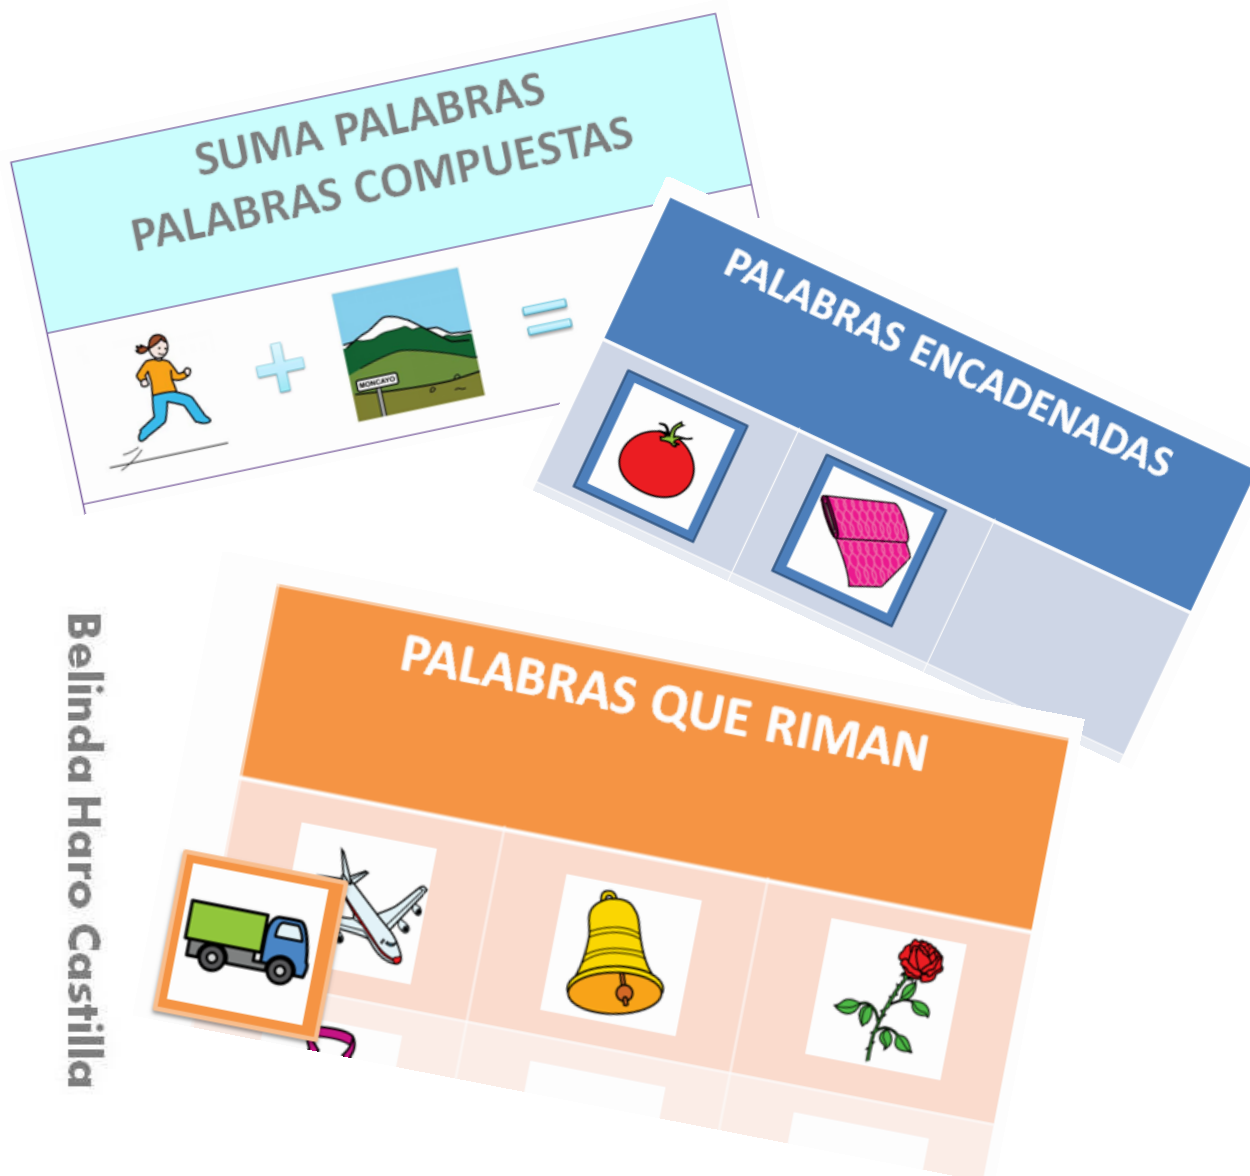 SUMA PALABRAS
PALABRAS COMPUESTAS
MONCAYO
PALABRAS ENCADENADAS
PALABRAS QUE RIMAN
Belinda Haro Castilla